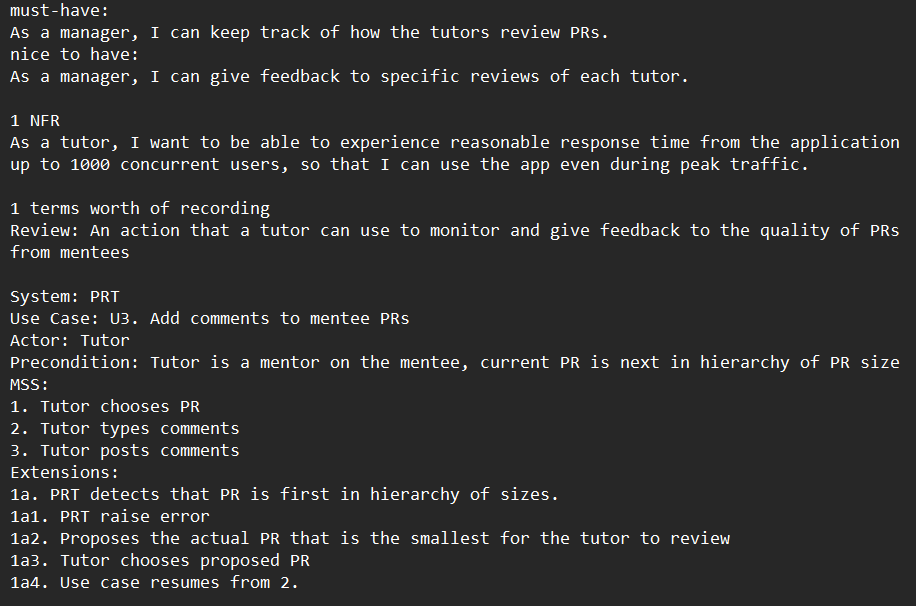 must-have:
As a manager, I can keep track of how the tutors review PRs.
nice to have:
As a manager, I can give feedback to specific reviews of each tutor.
1 NFR
As a tutor, I want to be able to experience reasonable response time from the application
up to 1000 concurrent users, so that I can use the app even during peak traffic.
1 terms worth of recording
Review: An action that a tutor can use to monitor and give feedback to the quality of PRs
from mentees
System: PRT
Use Case: U3. Add comments to mentee PRs
Actor: Tutor
Precondition: Tutor is a mentor on the mentee, current PR is next in hierarchy of PR size
MSS:
1. Tutor chooses PR
2. Tutor types comments
3. Tutor posts comments
Extensions:
1a. PRT detects that PR is first in hierarchy of sizes.
1a1. PRT raise error
1a2. Proposes the actual PR that is the smallest for the tutor to review
1a3. Tutor chooses proposed PR
1a4. Use case resumes from 2.